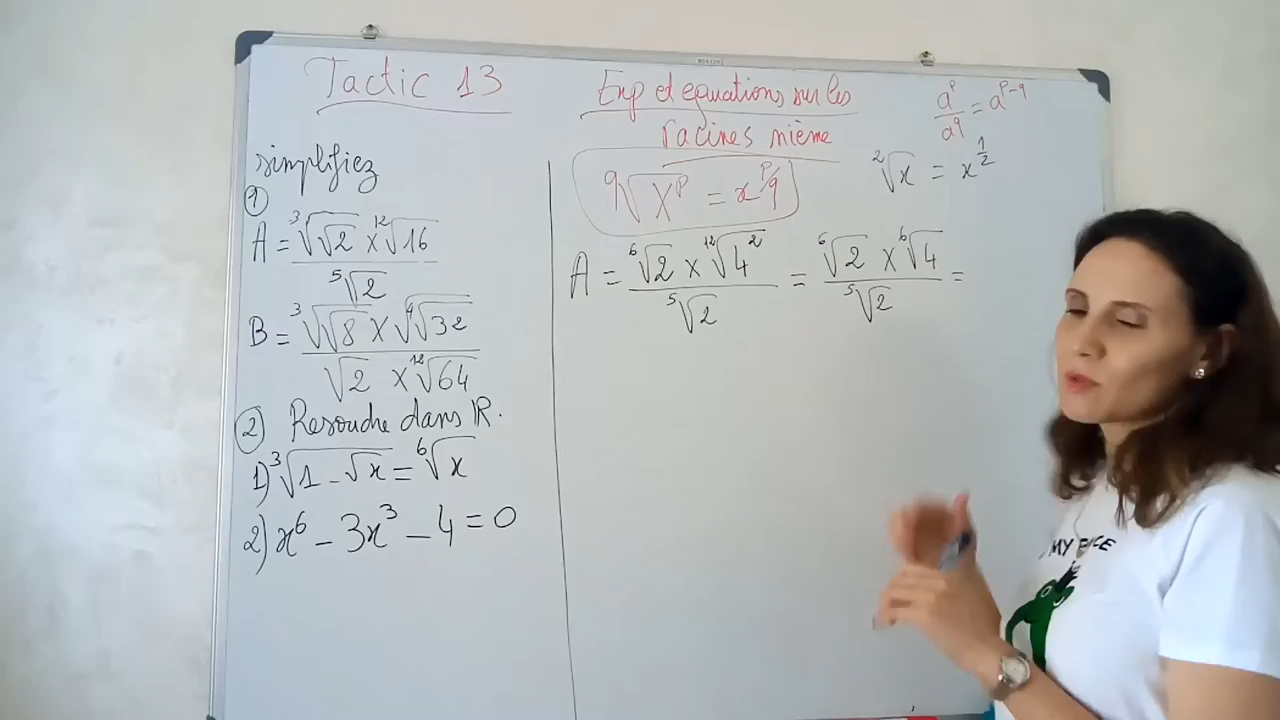 Tactic 13
simplifiez
①
A = ³√√2 × ¹²√16 / ⁵√2
B = ³√√8 × √⁴√32 / √2 × ¹²√64
② Resoudre dans ℝ.
1) ³√(1 - √x) = ⁶√x
2) x⁶ - 3x³ - 4 = 0
Exp et equations sur les
racines nième
q√X^p = x^p/q
a^p / a^q = a^(p-q)
²√x = x^(1/2)
A = ⁶√2 × ¹²√4² / ⁵√2 = ⁶√2 × ⁶√4 / ⁵√2 =